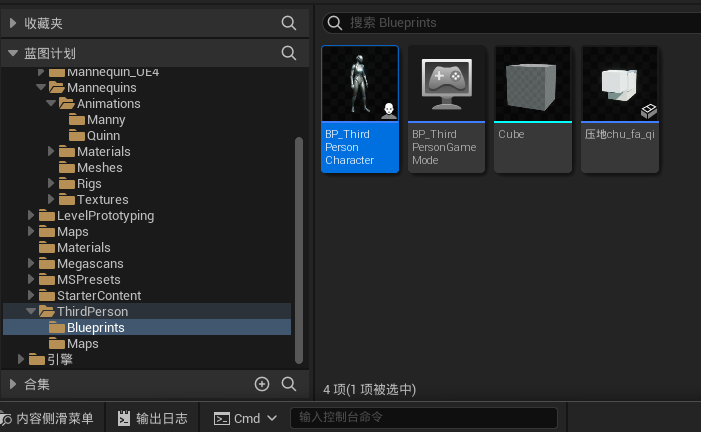 收藏夹
搜索 Blueprints
蓝图计划
Mannequin_UE4
Mannequins
Animations
Manny
Quinn
Materials
Meshes
Rigs
Textures
LevelPrototyping
Maps
Materials
Megascans
MSPresets
StarterContent
ThirdPerson
Blueprints
Maps
引擎
合集
BP_Third
Person
Character
BP_Third
PersonGame
Mode
Cube
压地chu_fa_qi
4 项(1 项被选中)
内容侧滑菜单
输出日志
Cmd
输入控制台命令